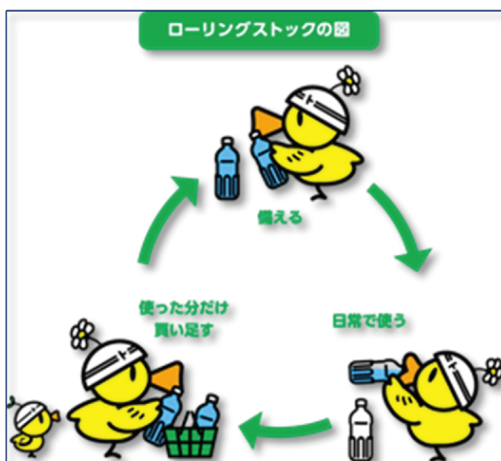 ローリングストックの図
備える
日常で使う
使った分だけ
買い足す